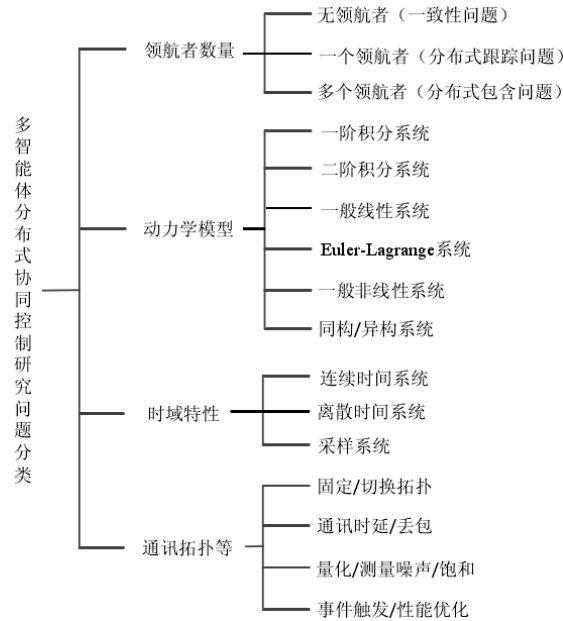 多智能体分布式协同控制研究问题分类
领航者数量
无领航者（一致性问题）
一个领航者（分布式跟踪问题）
多个领航者（分布式包含问题）
动力学模型
一阶积分系统
二阶积分系统
一般线性系统
Euler-Lagrange系统
一般非线性系统
同构/异构系统
时域特性
连续时间系统
离散时间系统
采样系统
通讯拓扑等
固定/切换拓扑
通讯时延/丢包
量化/测量噪声/饱和
事件触发/性能优化